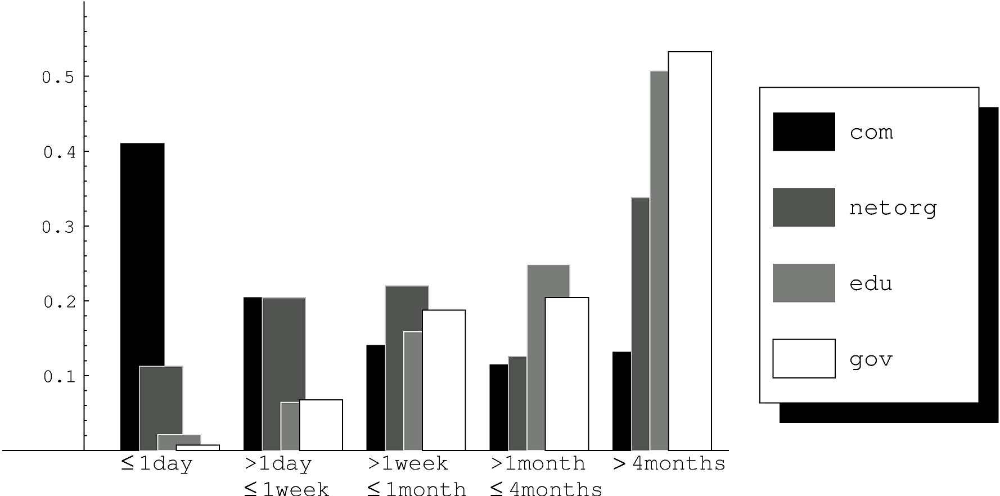 0.5
0.4
0.3
0.2
0.1
≤1day
>1day
≤1week
>1week
≤1month
>1month
≤4months
>4months
com
netorg
edu
gov